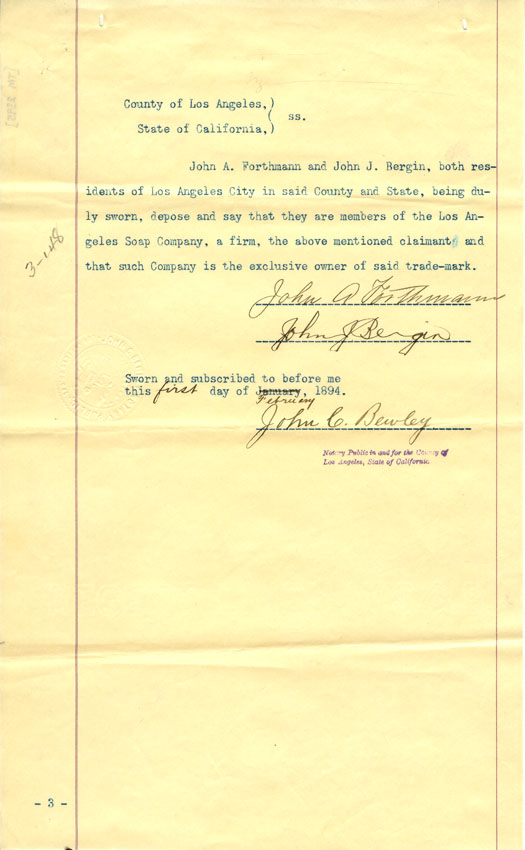 County of Los Angeles,)
( ss.
State of California,)
John A. Forthmann and John J. Bergin, both res-
idents of Los Angeles City in said County and State, being du-
ly sworn, depose and say that they are members of the Los An-
geles Soap Company, a firm, the above mentioned claimant and
that such Company is the exclusive owner of said trade-mark.
3-148
John A Forthmann
John J Bergin
Sworn and subscribed to before me
this first day of January, 1894.
February
John C. Bewley
Notary Public in and for the County of
Los Angeles, State of California.
- 3 -